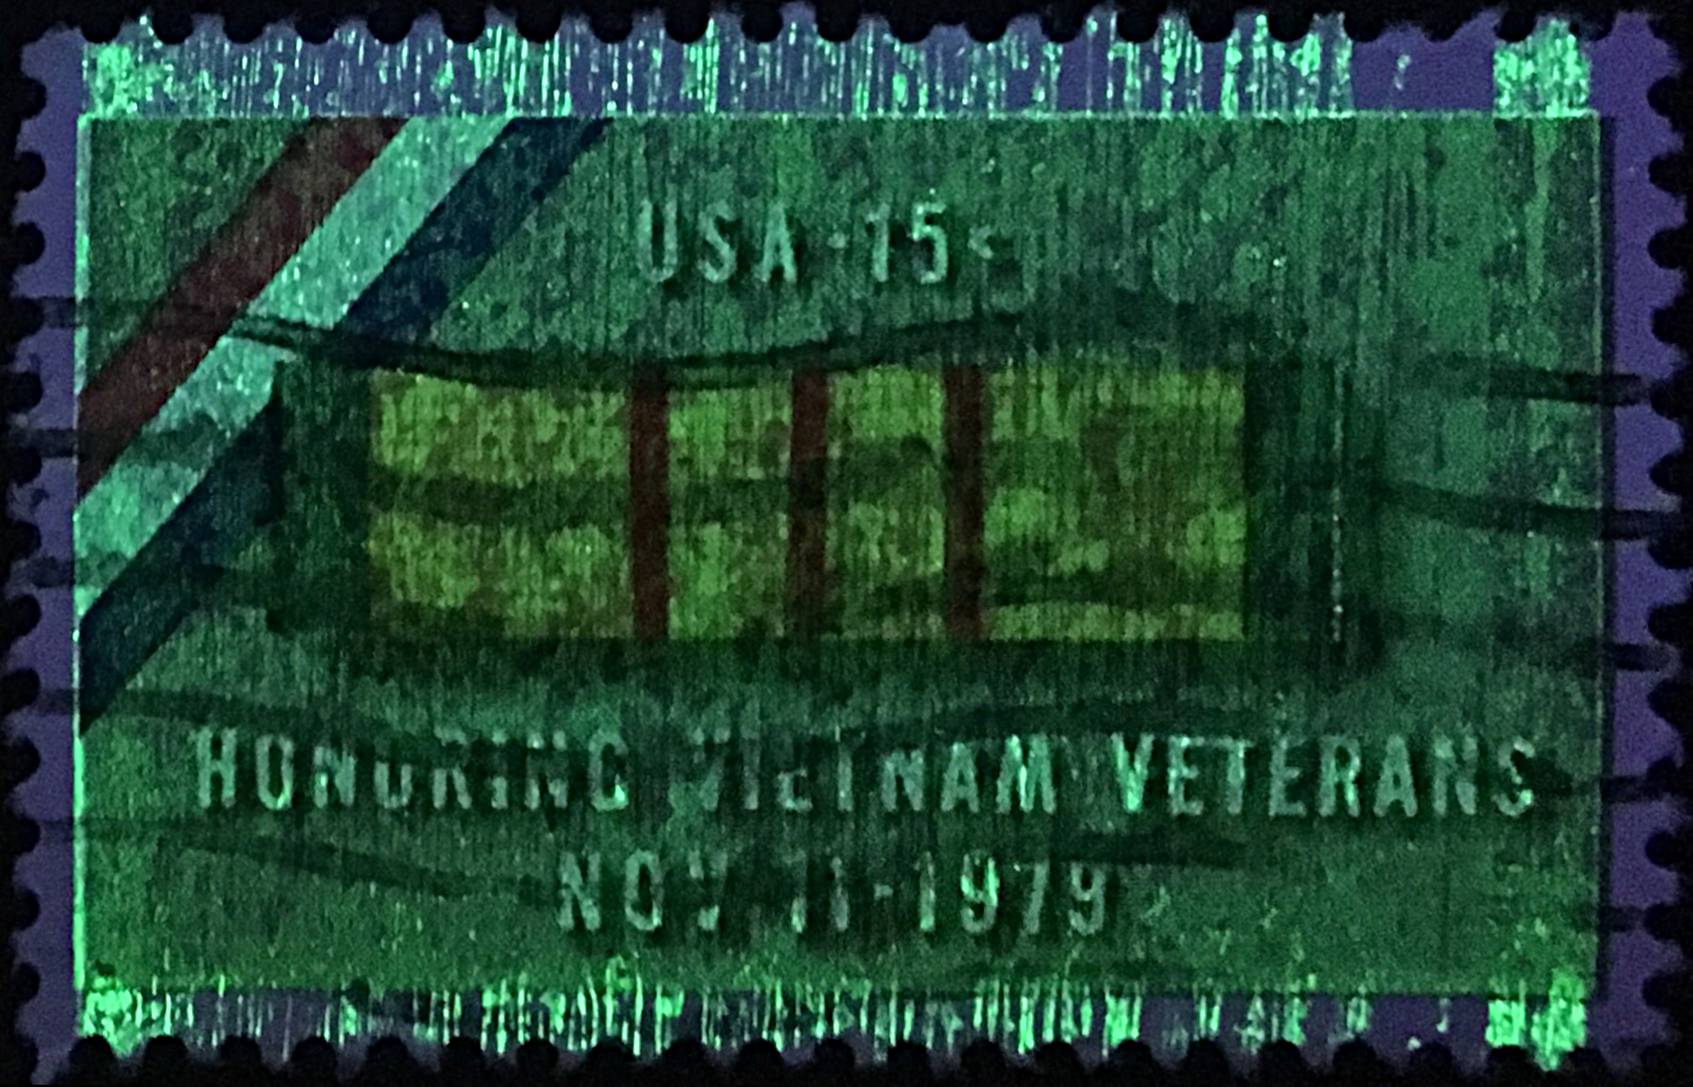 USA 15c
HONORING VIETNAM VETERANS
NOV 11·1979